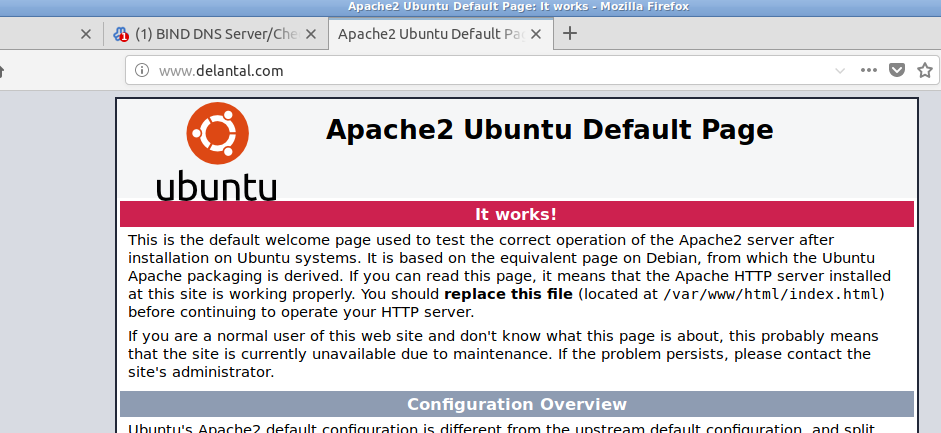 Apache2 Ubuntu Default Page: It works - Mozilla Firefox
(1) BIND DNS Server/Che
Apache2 Ubuntu Default Pa
www.delantal.com
ubuntu
Apache2 Ubuntu Default Page
It works!
This is the default welcome page used to test the correct operation of the Apache2 server after
installation on Ubuntu systems. It is based on the equivalent page on Debian, from which the Ubuntu
Apache packaging is derived. If you can read this page, it means that the Apache HTTP server installed
at this site is working properly. You should replace this file (located at /var/www/html/index.html)
before continuing to operate your HTTP server.
If you are a normal user of this web site and don't know what this page is about, this probably means
that the site is currently unavailable due to maintenance. If the problem persists, please contact the
site's administrator.
Configuration Overview
Ubuntu's Apache2 default configuration is different from the upstream default configuration, and split